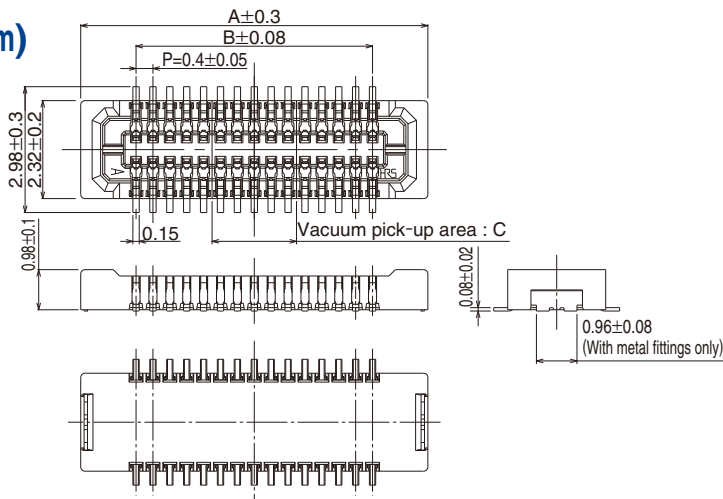 m)
A±0.3
B±0.08
P=0.4±0.05
2.98±0.3
2.32±0.2
A
HRS
0.15
Vacuum pick-up area : C
0.98±0.1
0.08±0.02
0.96±0.08
(With metal fittings only)